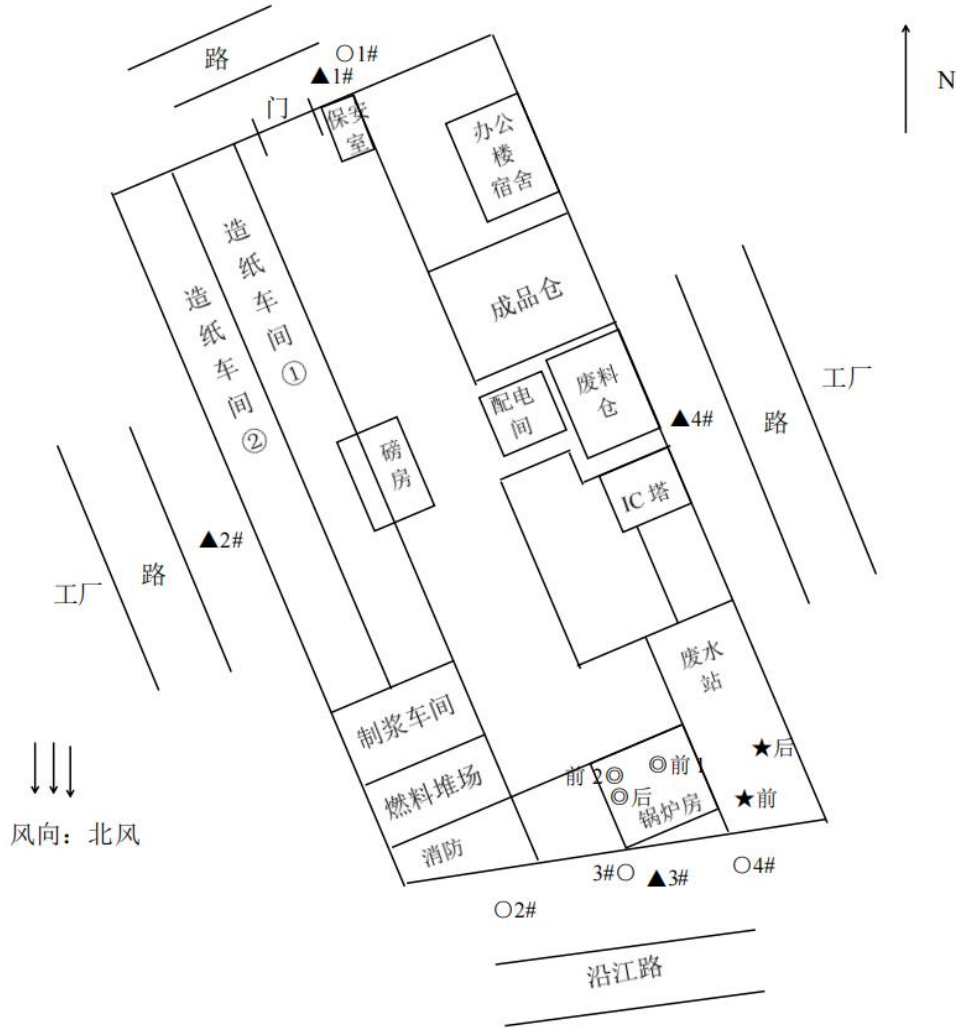 路
○1#
▲1#
N
门
保安
室
办公
楼
宿舍
造
纸
车
间
①
造
纸
车
间
②
成品仓
配电
间
废料
仓
▲4#
路
工厂
磅
房
IC 塔
▲2#
工厂
路
废水
站
制浆车间
燃料堆场
消防
前 2◎
◎前 1
◎后
锅炉房
★后
★前
风向：北风
3#○
▲3#
○4#
○2#
沿江路